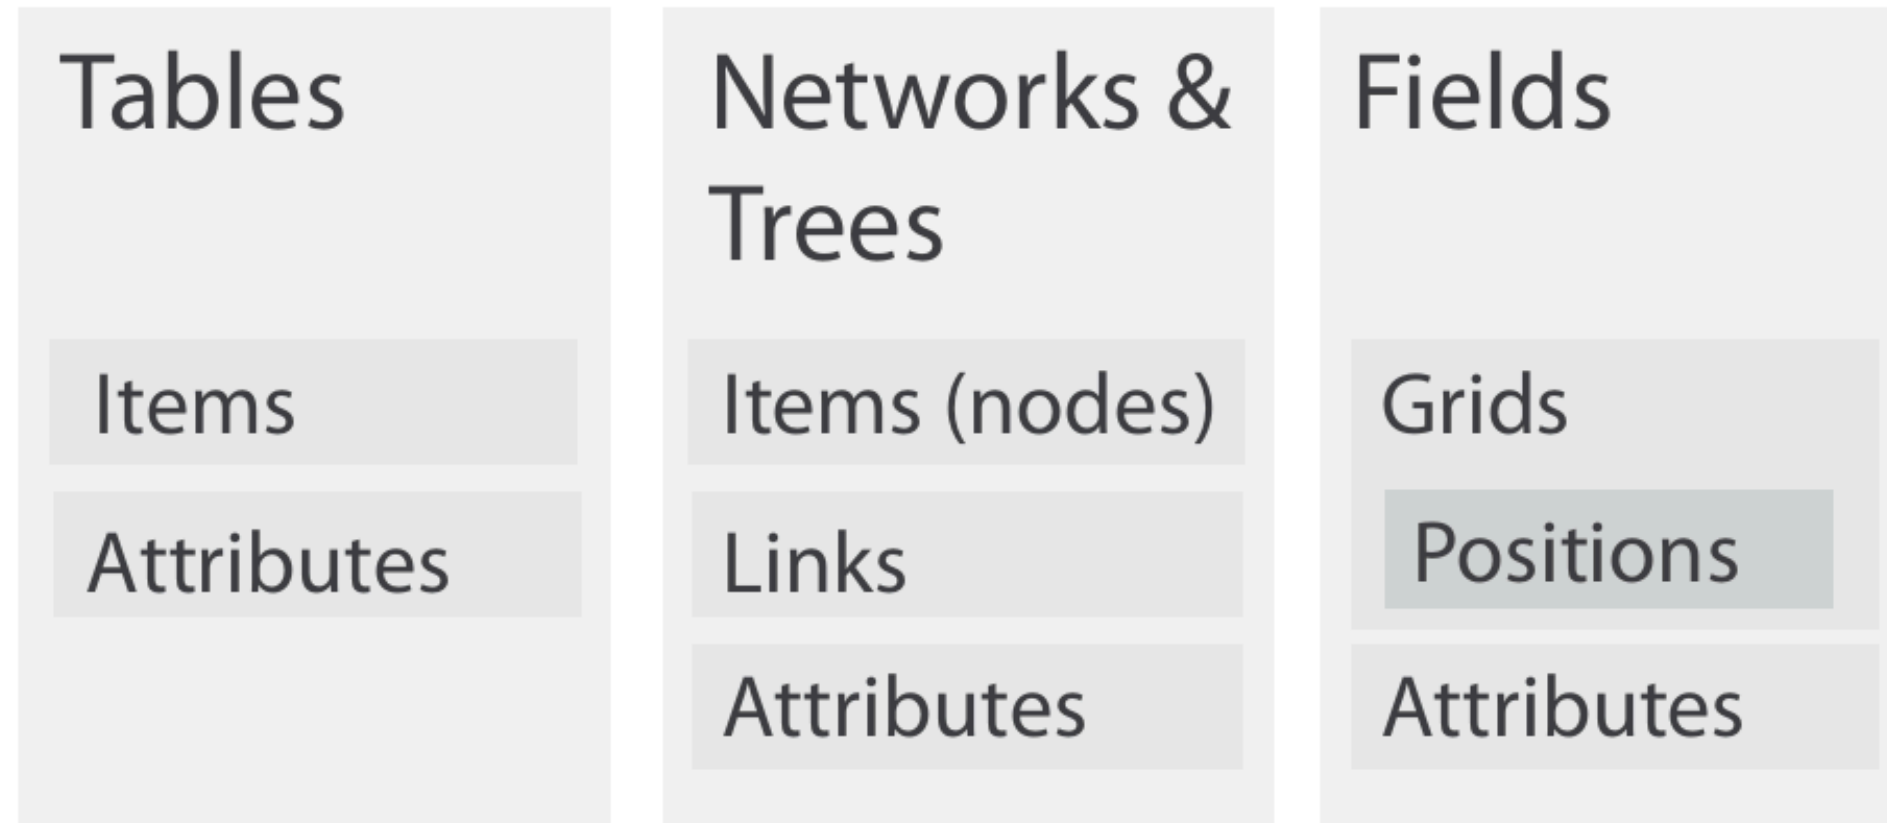 Tables
Items
Attributes
Networks &
Trees
Items (nodes)
Links
Attributes
Fields
Grids
Positions
Attributes